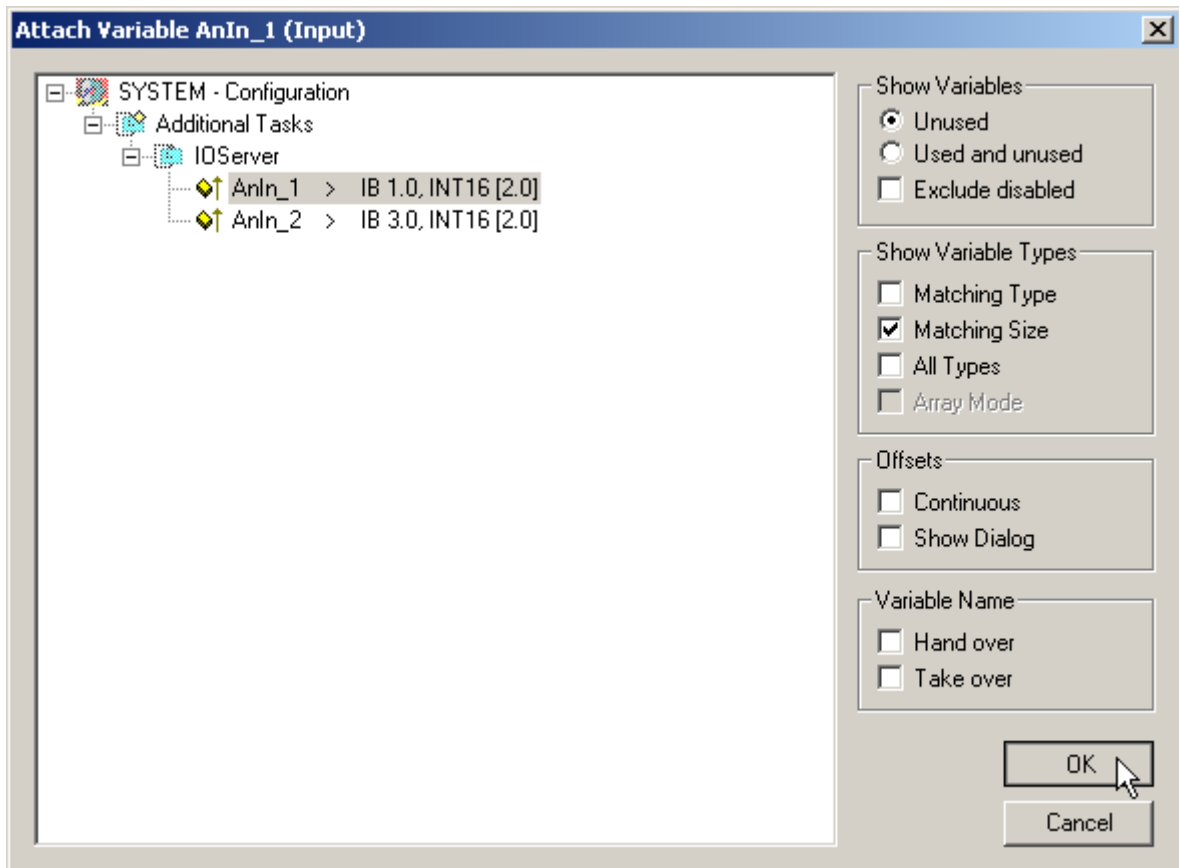 Attach Variable AnIn_1 (Input)
SYSTEM - Configuration
Additional Tasks
IOServer
AnIn_1 > IB 1.0, INT16 [2.0]
AnIn_2 > IB 3.0, INT16 [2.0]
Show Variables
Unused
Used and unused
Exclude disabled
Show Variable Types
Matching Type
Matching Size
All Types
Array Mode
Offsets
Continuous
Show Dialog
Variable Name
Hand over
Take over
OK
Cancel